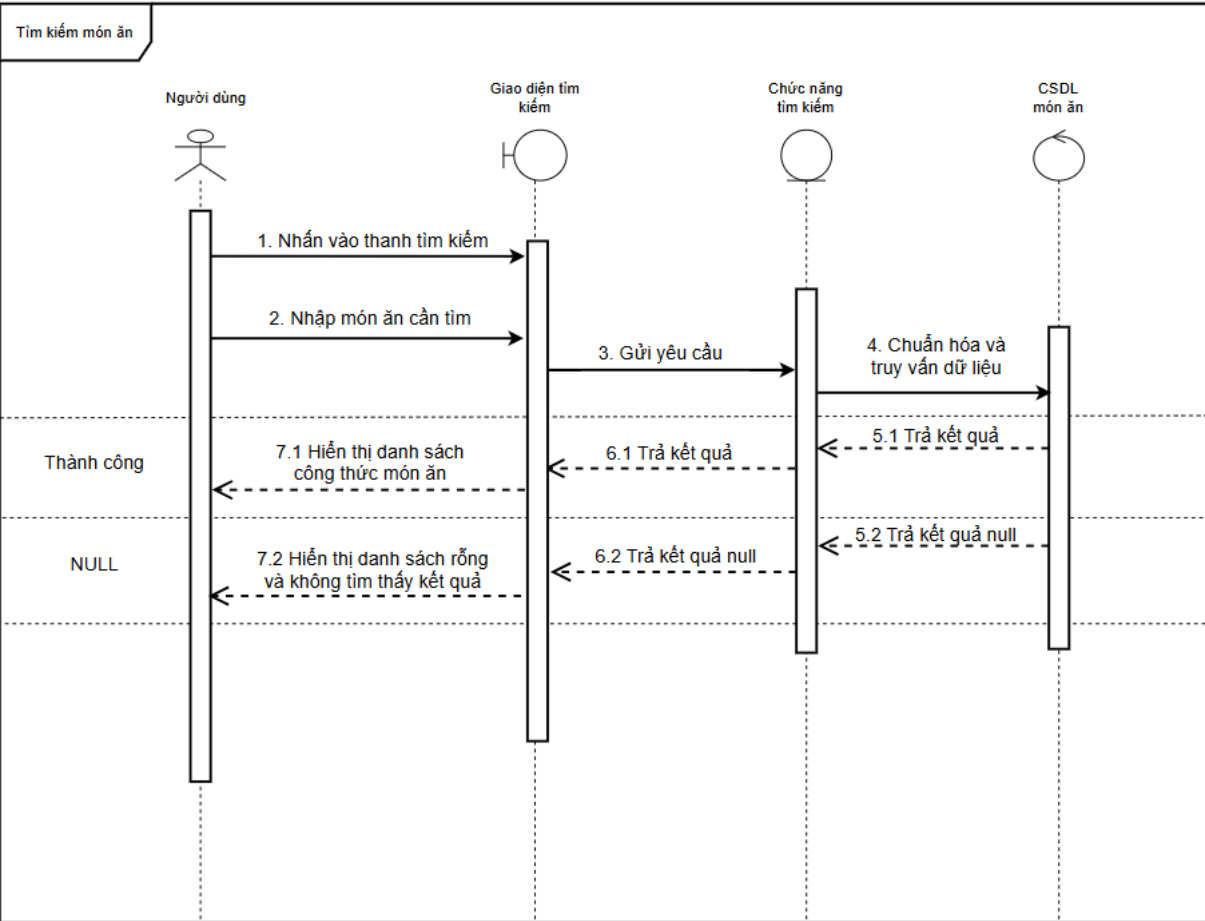 Tìm kiếm món ăn
Người dùng
Giao diện tìm
kiếm
Chức năng
tìm kiếm
CSDL
món ăn
1. Nhấn vào thanh tìm kiếm
2. Nhập món ăn cần tìm
3. Gửi yêu cầu
4. Chuẩn hóa và
truy vấn dữ liệu
Thành công
5.1 Trả kết quả
6.1 Trả kết quả
7.1 Hiển thị danh sách
công thức món ăn
NULL
5.2 Trả kết quả null
6.2 Trả kết quả null
7.2 Hiển thị danh sách rỗng
và không tìm thấy kết quả